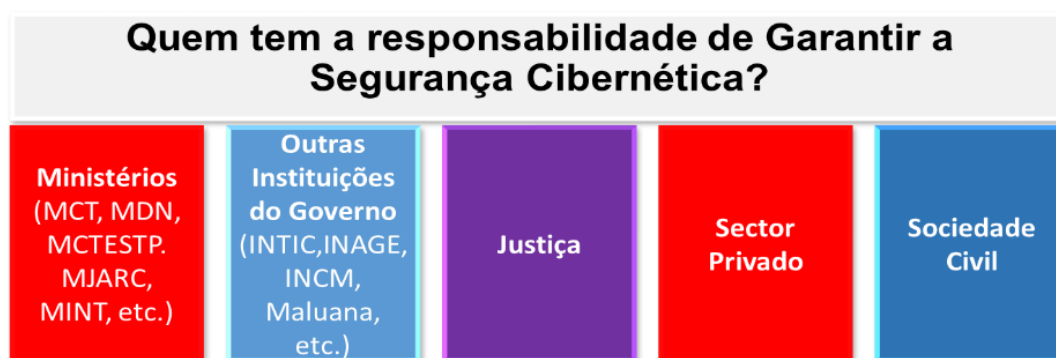 Quem tem a responsabilidade de Garantir a
Segurança Cibernética?
Ministérios
(MCT, MDN,
MCTESTP.
MJARC,
MINT, etc.)
Outras
Instituições
do Governo
(INTIC,INAGE,
INCM,
Maluana,
etc.)
Justiça
Sector
Privado
Sociedade
Civil